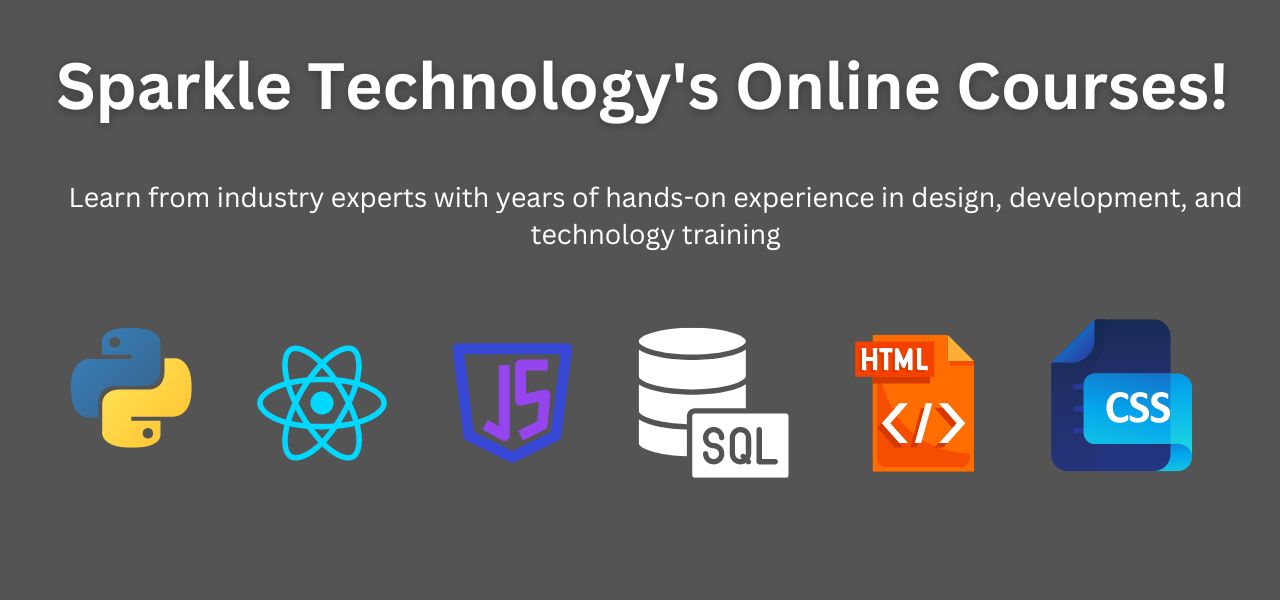 Sparkle Technology's Online Courses!
Learn from industry experts with years of hands-on experience in design, development, and
technology training
JS
SQL
HTML
</>
CSS